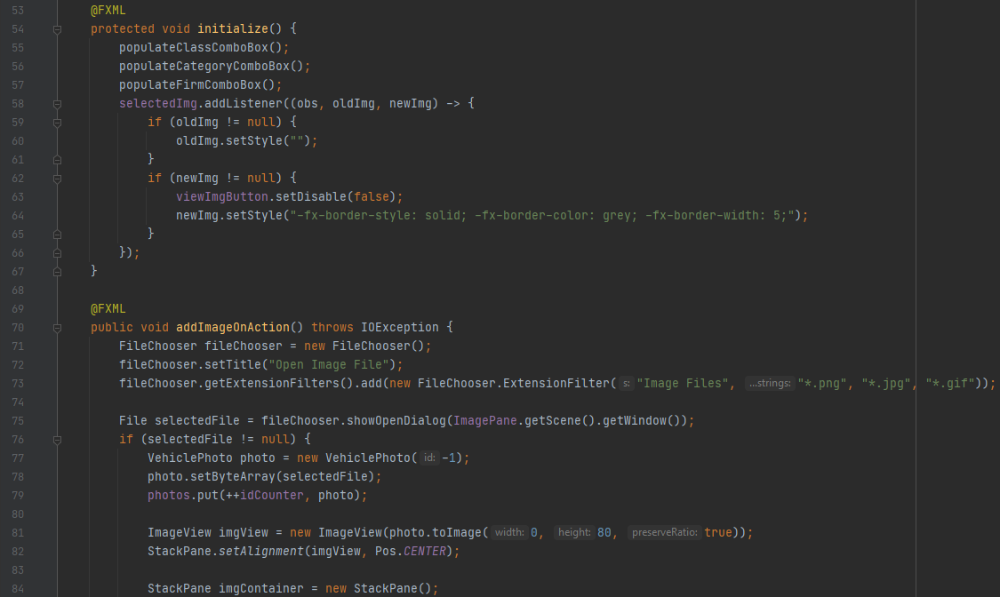 53 @FXML
54 protected void initialize() {
55 populateClassComboBox();
56 populateCategoryComboBox();
57 populateFirmComboBox();
58 selectedImg.addListener((obs, oldImg, newImg) -> {
59 if (oldImg != null) {
60 oldImg.setStyle("");
61 }
62 if (newImg != null) {
63 viewImgButton.setDisable(false);
64 newImg.setStyle("-fx-border-style: solid; -fx-border-color: grey; -fx-border-width: 5;");
65 }
66 });
67 }
68
69 @FXML
70 public void addImageOnAction() throws IOException {
71 FileChooser fileChooser = new FileChooser();
72 fileChooser.setTitle("Open Image File");
73 fileChooser.getExtensionFilters().add(new FileChooser.ExtensionFilter( s: "Image Files", ...strings: "*.png", "*.jpg", "*.gif"));
74
75 File selectedFile = fileChooser.showOpenDialog(ImagePane.getScene().getWindow());
76 if (selectedFile != null) {
77 VehiclePhoto photo = new VehiclePhoto( id: -1);
78 photo.setByteArray(selectedFile);
79 photos.put(++idCounter, photo);
80
81 ImageView imgView = new ImageView(photo.toImage( width: 0, height: 80, preserveRatio: true));
82 StackPane.setAlignment(imgView, Pos.CENTER);
83
84 StackPane imgContainer = new StackPane();